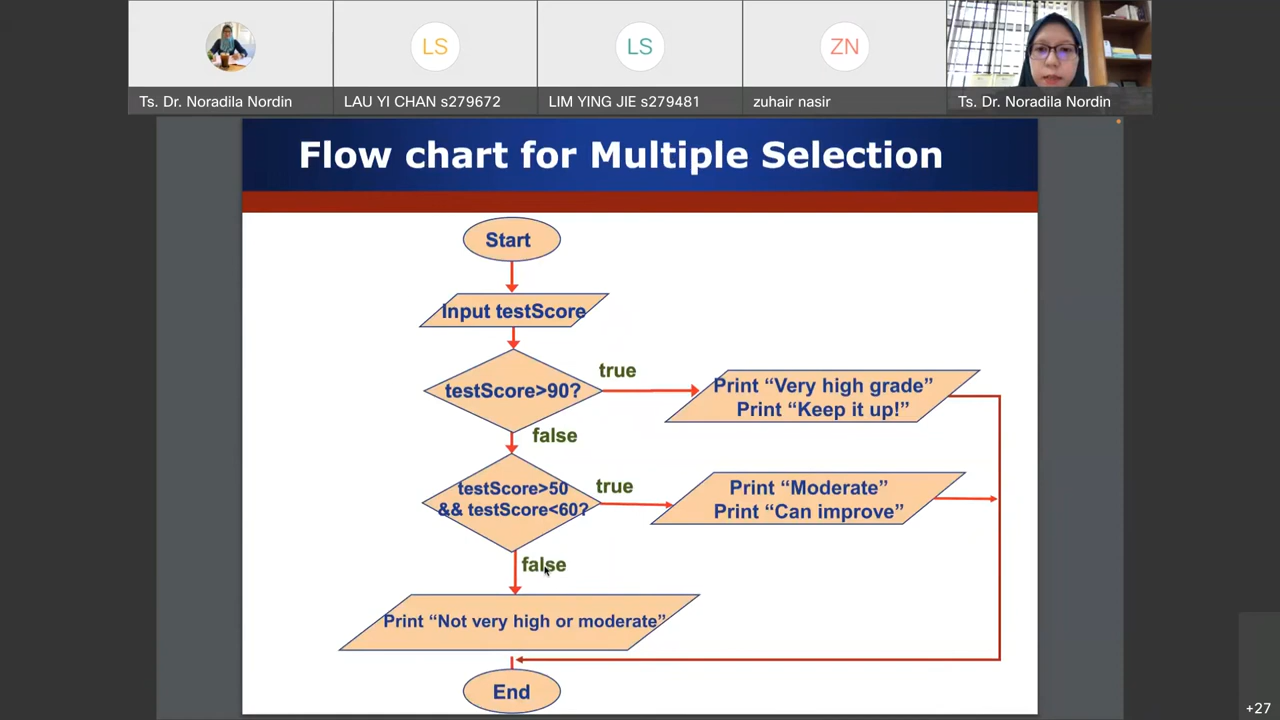 LS
LS
ZN
Ts. Dr. Noradila Nordin
LAU YI CHAN s279672
LIM YING JIE s279481
zuhair nasir
Ts. Dr. Noradila Nordin
Flow chart for Multiple Selection
Start
Input testScore
testScore>90?
true
Print “Very high grade”
Print “Keep it up!”
false
testScore>50
&& testScore<60?
true
Print “Moderate”
Print “Can improve”
false
Print “Not very high or moderate”
End
+27